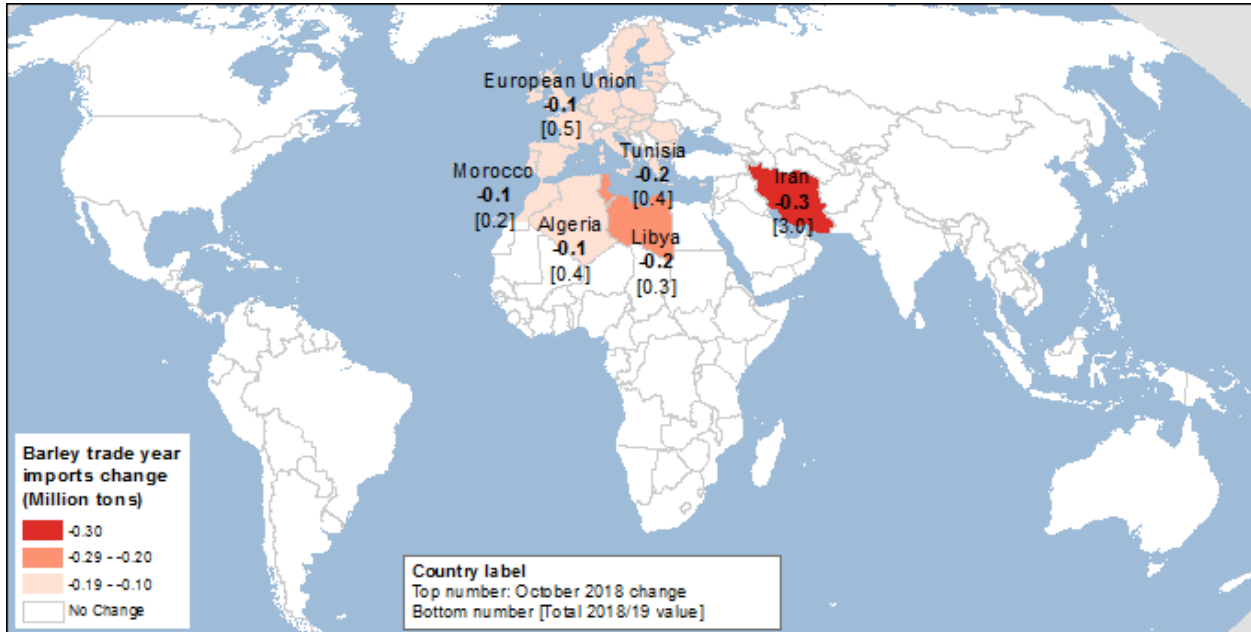 European Union
-0.1
[0.5]
Tunisia
-0.2
[0.4]
Morocco
-0.1
[0.2]
Algeria
-0.1
[0.4]
Libya
-0.2
[0.3]
Iran
-0.3
[3.0]
Barley trade year
imports change
(Million tons)
-0.30
-0.29 - -0.20
-0.19 - -0.10
No Change
Country label
Top number: October 2018 change
Bottom number [Total 2018/19 value]